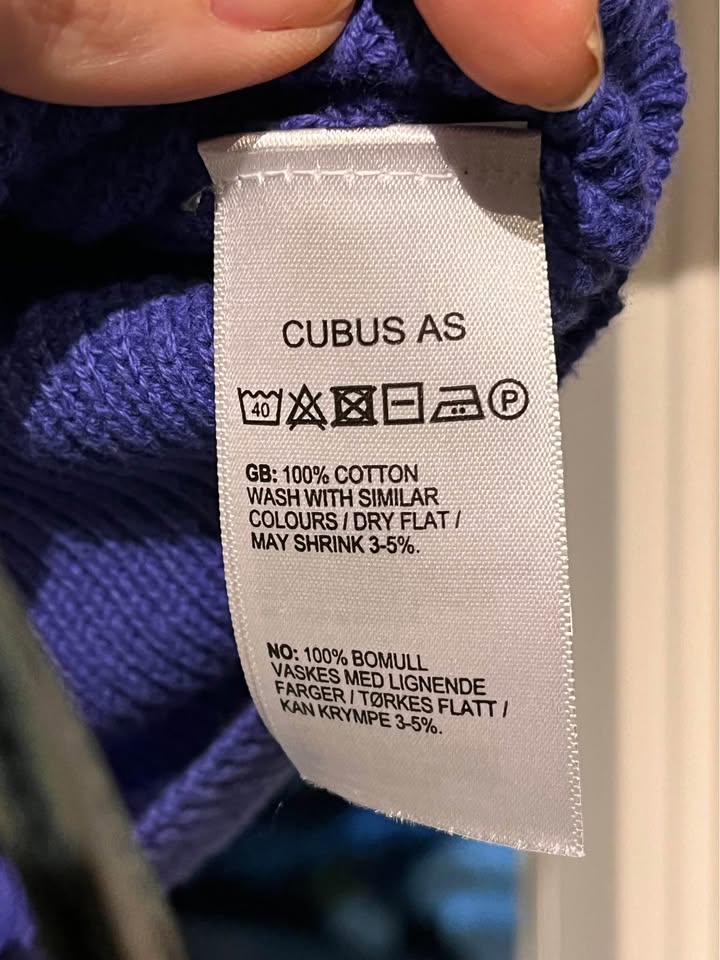 CUBUS AS
40 P
GB: 100% COTTON
WASH WITH SIMILAR
COLOURS / DRY FLAT /
MAY SHRINK 3-5%.
NO: 100% BOMULL
VASKES MED LIGNENDE
FARGER / TØRKES FLATT /
KAN KRYMPE 3-5%.